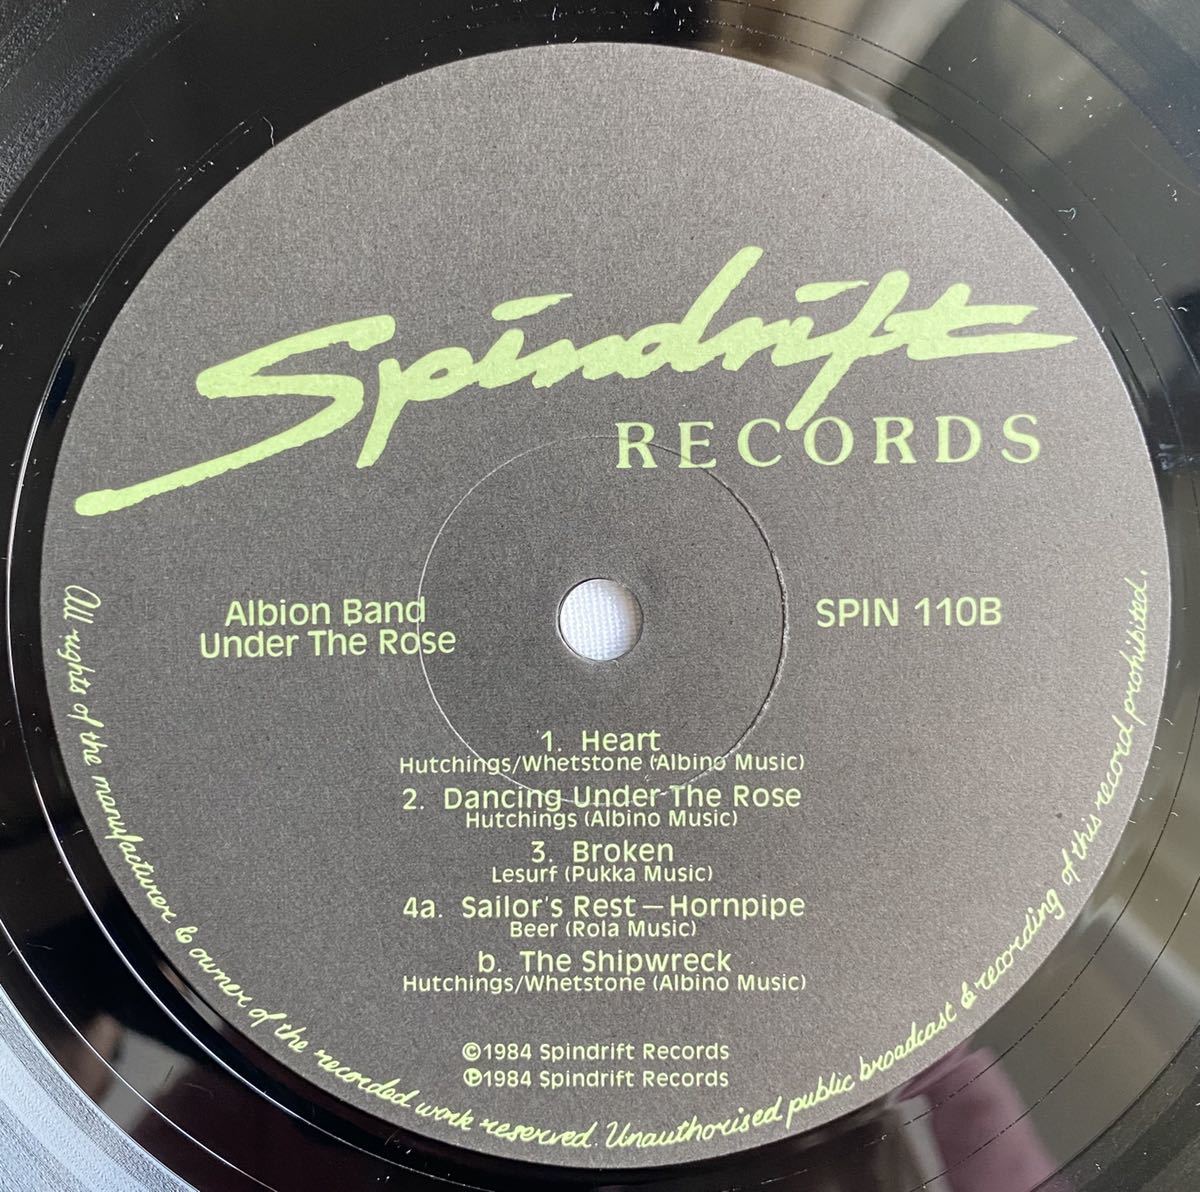 Spindrift
RECORDS
Albion Band
Under The Rose
SPIN 110B
1. Heart
Hutchings/Whetstone (Albino Music)
2. Dancing Under The Rose
Hutchings (Albino Music)
3. Broken
Lesurf (Pukka Music)
4a. Sailor's Rest — Hornpipe
Beer (Rola Music)
b. The Shipwreck
Hutchings/Whetstone (Albino Music)
©1984 Spindrift Records
℗1984 Spindrift Records
All rights of the manufacturer & owner of the recorded work reserved. Unauthorised public broadcast & recording of this record prohibited.